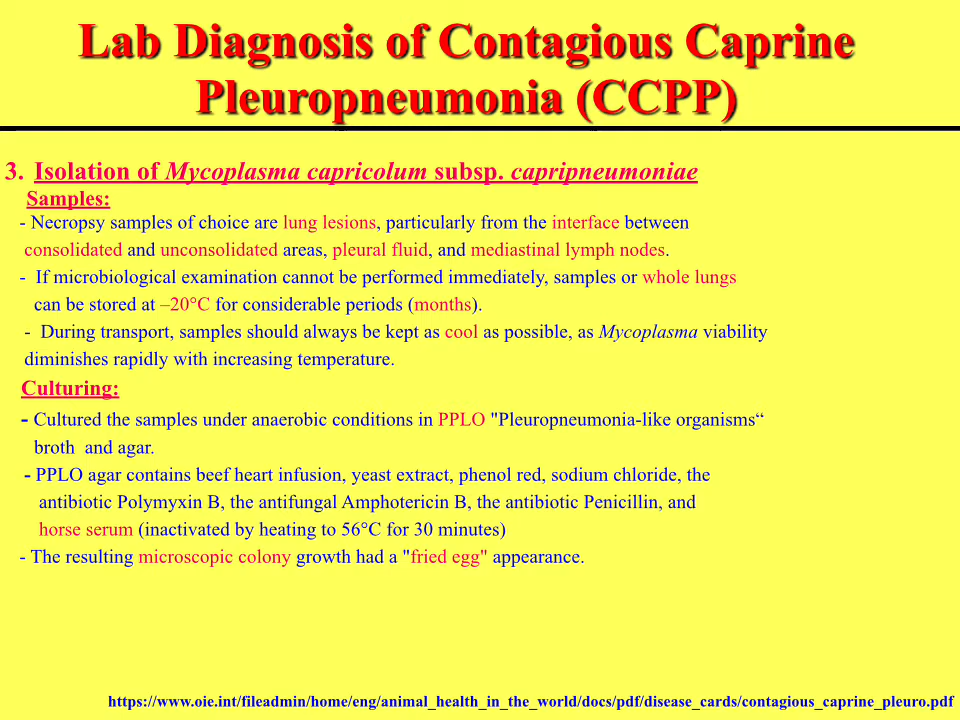 Lab Diagnosis of Contagious Caprine
Pleuropneumonia (CCPP)
3. Isolation of Mycoplasma capricolum subsp. capripneumoniae
Samples:
- Necropsy samples of choice are lung lesions, particularly from the interface between
consolidated and unconsolidated areas, pleural fluid, and mediastinal lymph nodes.
- If microbiological examination cannot be performed immediately, samples or whole lungs
can be stored at –20°C for considerable periods (months).
- During transport, samples should always be kept as cool as possible, as Mycoplasma viability
diminishes rapidly with increasing temperature.
Culturing:
- Cultured the samples under anaerobic conditions in PPLO "Pleuropneumonia-like organisms“
broth and agar.
- PPLO agar contains beef heart infusion, yeast extract, phenol red, sodium chloride, the
antibiotic Polymyxin B, the antifungal Amphotericin B, the antibiotic Penicillin, and
horse serum (inactivated by heating to 56°C for 30 minutes)
- The resulting microscopic colony growth had a "fried egg" appearance.
https://www.oie.int/fileadmin/home/eng/animal_health_in_the_world/docs/pdf/disease_cards/contagious_caprine_pleuro.pdf